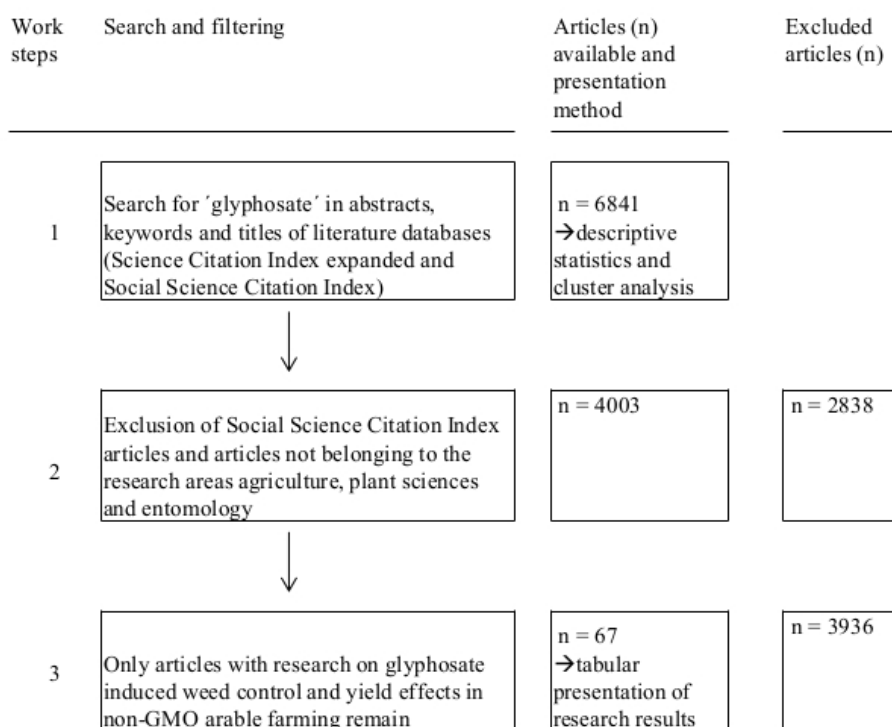 Work steps
Search and filtering
Articles (n)
available and
presentation
method
Excluded
articles (n)
1
Search for ´glyphosate´ in abstracts,
keywords and titles of literature databases
(Science Citation Index expanded and
Social Science Citation Index)
n = 6841
→descriptive
statistics and
cluster analysis
2
Exclusion of Social Science Citation Index
articles and articles not belonging to the
research areas agriculture, plant sciences
and entomology
n = 4003
n = 2838
3
Only articles with research on glyphosate
induced weed control and yield effects in
non-GMO arable farming remain
n = 67
→tabular
presentation of
research results
n = 3936